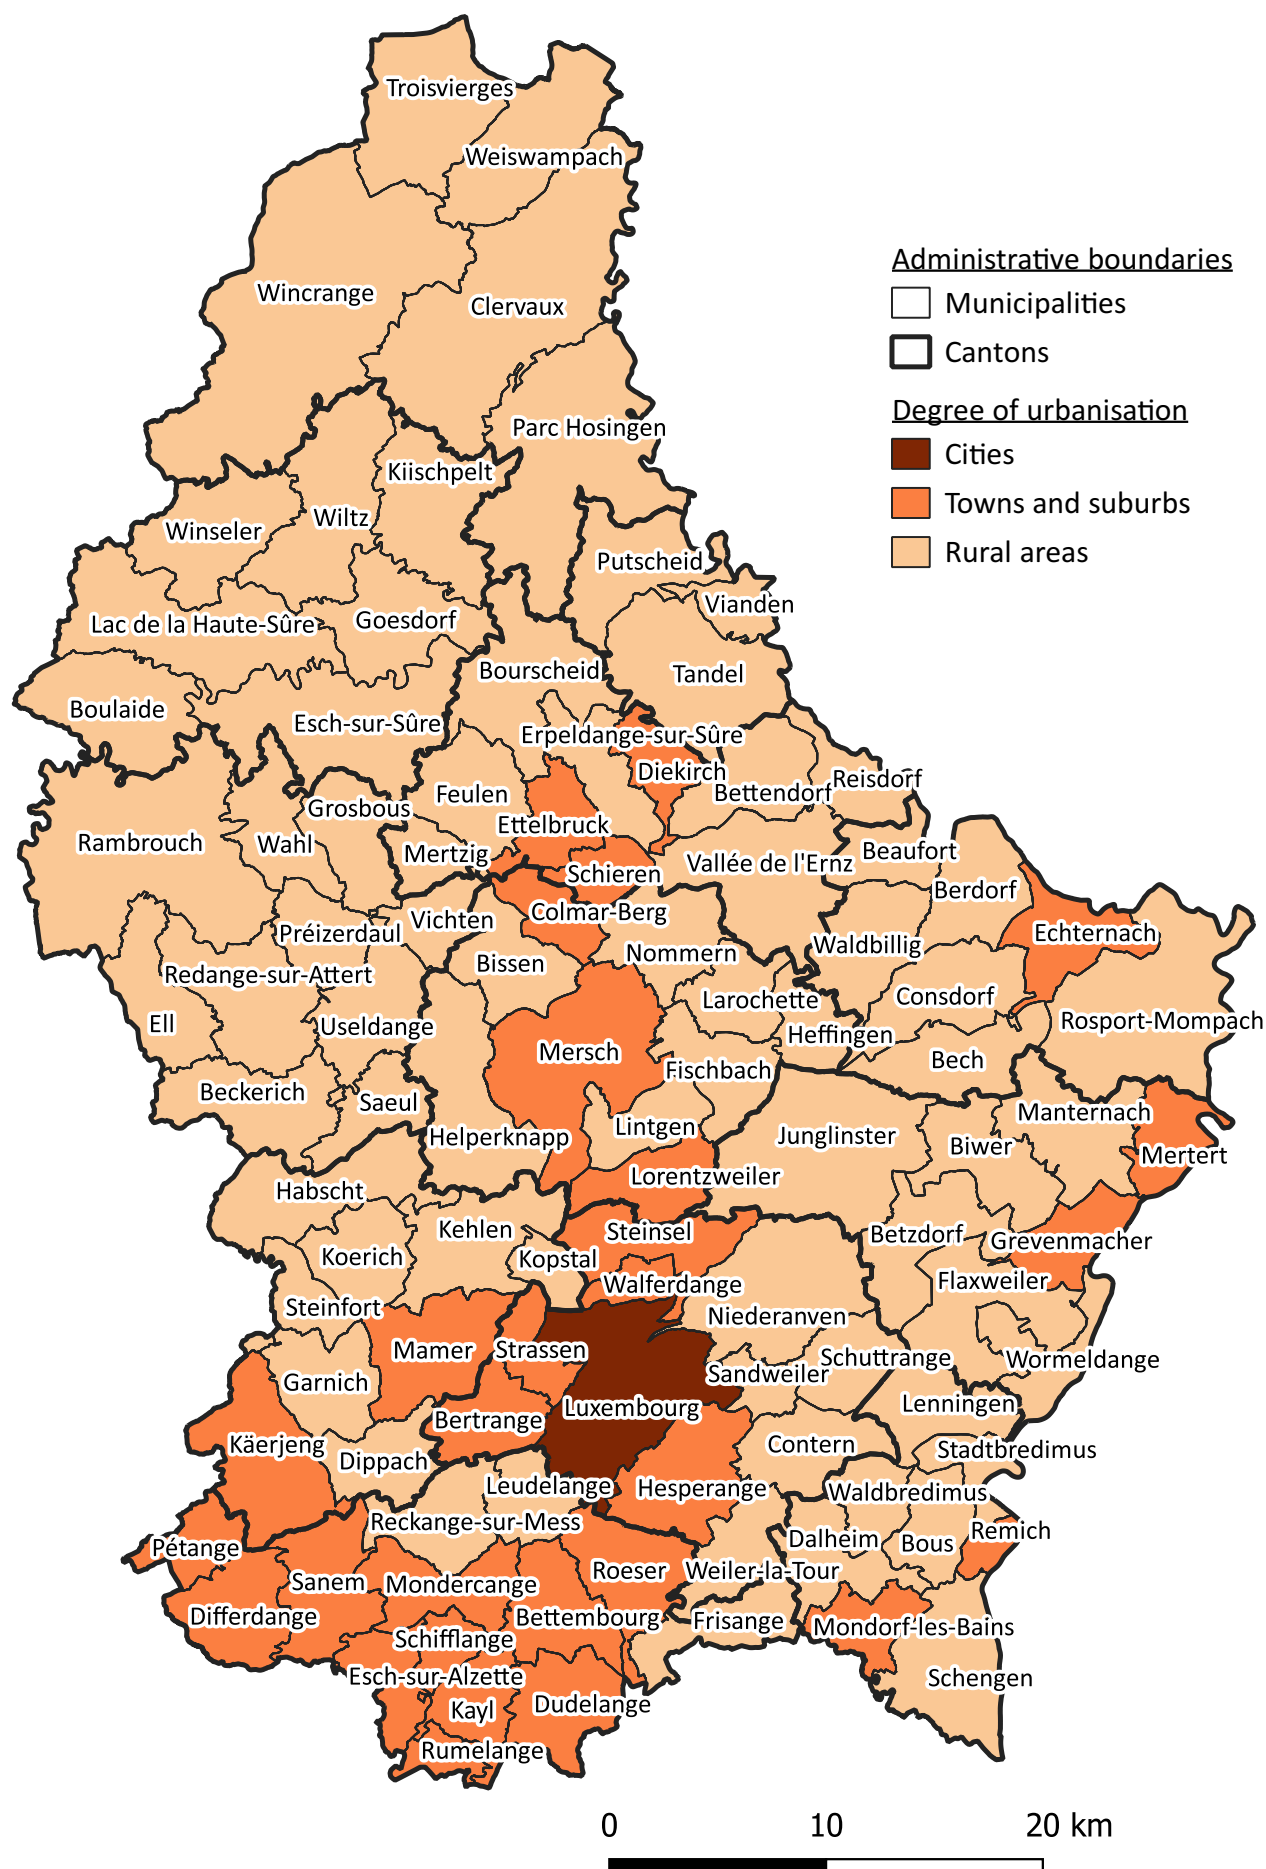 Troisvierges
Weiswampach
Administrative boundaries
Wincrange
Municipalities
Clervaux
Cantons
Degree of urbanisation
Parc Hosingen
Cities
Kiischpelt
Towns and suburbs
Wiltz
Winseler
Rural areas
Putscheid
Vianden
Goesdorf
Lac de la Haute-Sûre
Bourscheid
Tandel
Boulaide
Esch-sur-Sûre
Erpeldange-sur-Sûre
Diekirch
Reisdorf
Bettendorf
Feulen
Grosbous
Ettelbruck
Rambrouch
Wahl
Beaufort
Mertzig
Vallée de l'Ernz
Schieren
Berdorf
Colmar-Berg
Vichten
Préizerdaul
Echternach
Waldbillig
Nommern
Bissen
Redange-sur-Attert
Consdorf
Larochette
Rosport-Mompach
Ell
Useldange
Heffingen
Mersch
Bech
Fischbach
Beckerich
Saeul
Manternach
Lintgen
Helperknapp
Junglinster
Biwer
Mertert
Lorentzweiler
Habscht
Kehlen
Steinsel
Betzdorf
Grevenmacher
Koerich
Kopstal
Flaxweiler
Walferdange
Steinfort
Niederanven
Mamer
Strassen
Schuttrange
Wormeldange
Sandweiler
Garnich
Lenningen
Luxembourg
Bertrange
Käerjeng
Contern
Stadtbredimus
Dippach
Leudelange
Hesperange
Waldbredimus
Reckange-sur-Mess
Remich
Dalheim
Bous
Pétange
Roeser
Weiler-la-Tour
Sanem
Mondercange
Differdange
Bettembourg
Frisange
Mondorf-les-Bains
Schifflange
Esch-sur-Alzette
Schengen
Kayl
Dudelange
Rumelange
0 10 20 km